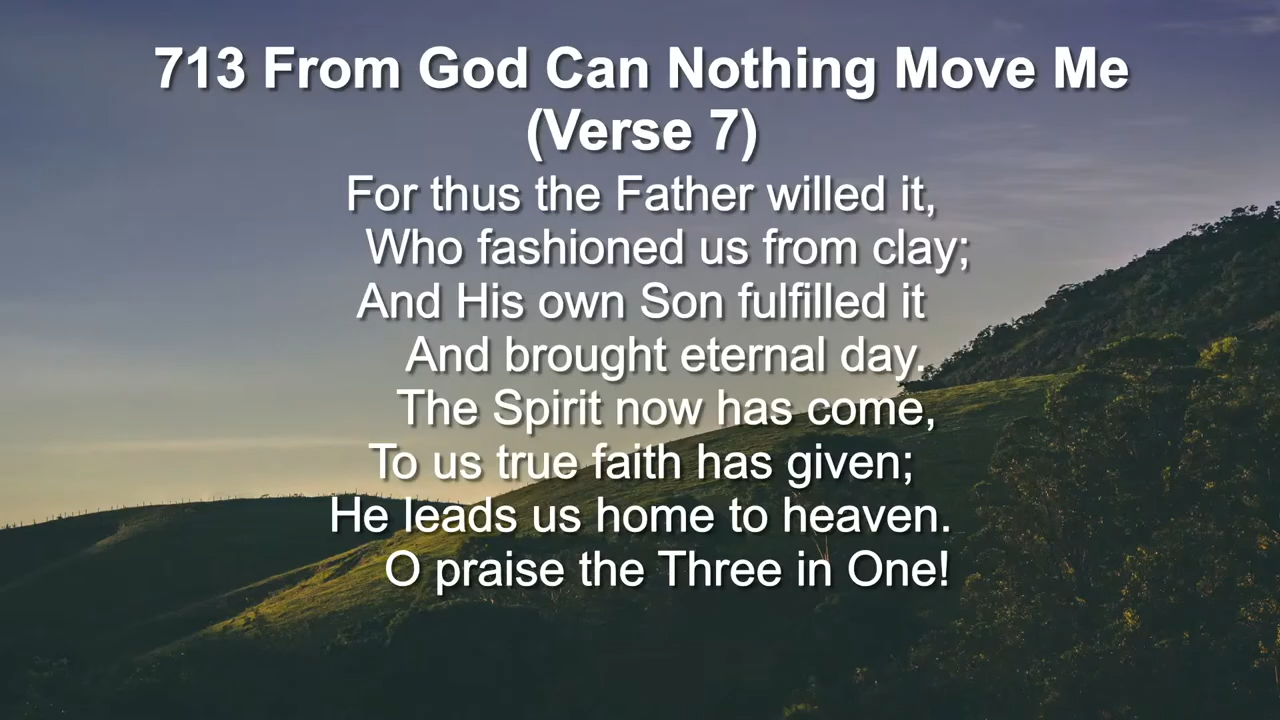 713 From God Can Nothing Move Me
(Verse 7)
For thus the Father willed it,
Who fashioned us from clay;
And His own Son fulfilled it
And brought eternal day.
The Spirit now has come,
To us true faith has given;
He leads us home to heaven.
O praise the Three in One!